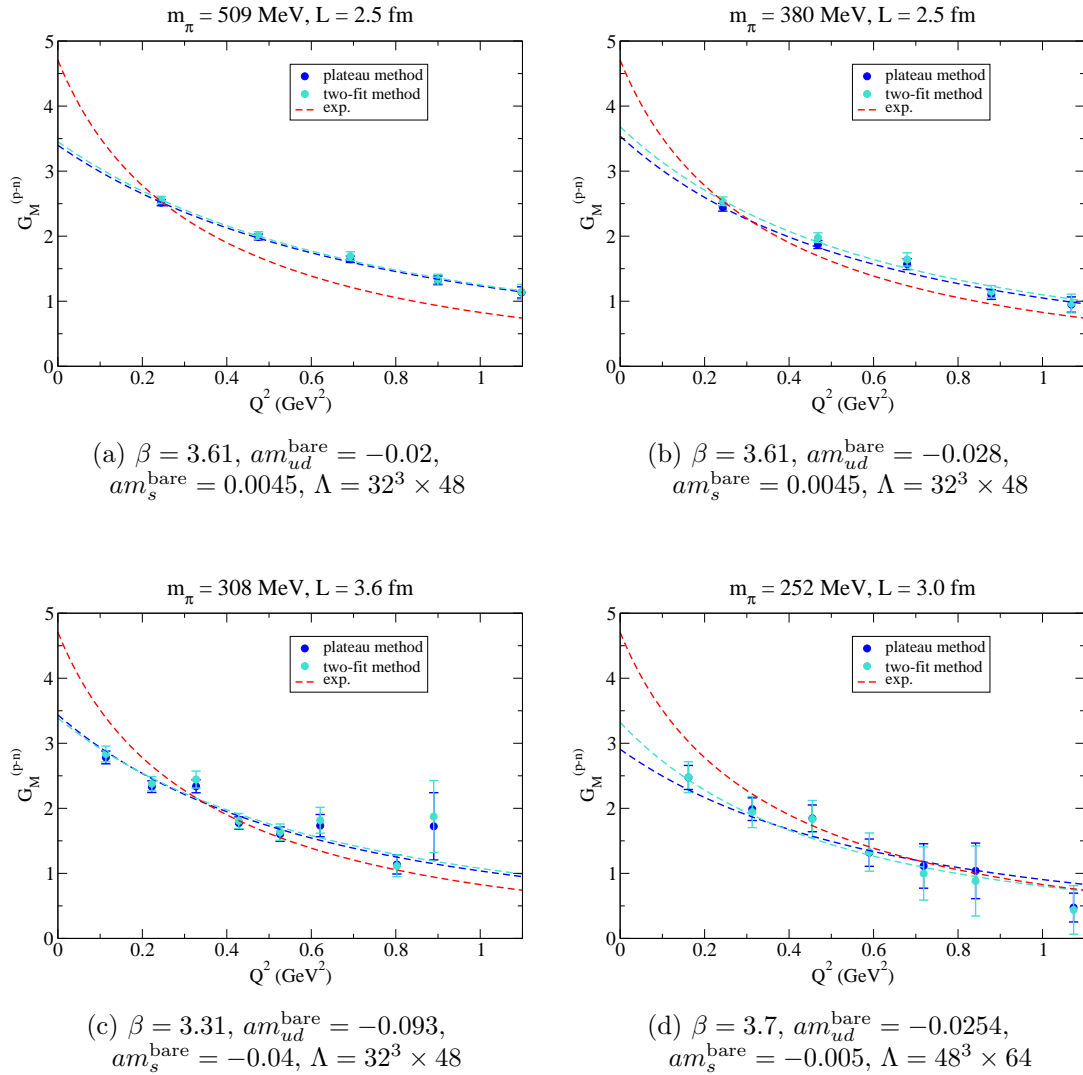 m_π = 509 MeV, L = 2.5 fm
5
4
3
2
1
0
G_M^(p-n)
plateau method
two-fit method
exp.
0 0.2 0.4 0.6 0.8 1
Q^2 (GeV^2)
(a) β = 3.61, am_ud^bare = −0.02,
am_s^bare = 0.0045, Λ = 32^3 × 48
m_π = 380 MeV, L = 2.5 fm
5
4
3
2
1
0
G_M^(p-n)
plateau method
two-fit method
exp.
0 0.2 0.4 0.6 0.8 1
Q^2 (GeV^2)
(b) β = 3.61, am_ud^bare = −0.028,
am_s^bare = 0.0045, Λ = 32^3 × 48
m_π = 308 MeV, L = 3.6 fm
5
4
3
2
1
0
G_M^(p-n)
plateau method
two-fit method
exp.
0 0.2 0.4 0.6 0.8 1
Q^2 (GeV^2)
(c) β = 3.31, am_ud^bare = −0.093,
am_s^bare = −0.04, Λ = 32^3 × 48
m_π = 252 MeV, L = 3.0 fm
5
4
3
2
1
0
G_M^(p-n)
plateau method
two-fit method
exp.
0 0.2 0.4 0.6 0.8 1
Q^2 (GeV^2)
(d) β = 3.7, am_ud^bare = −0.0254,
am_s^bare = −0.005, Λ = 48^3 × 64